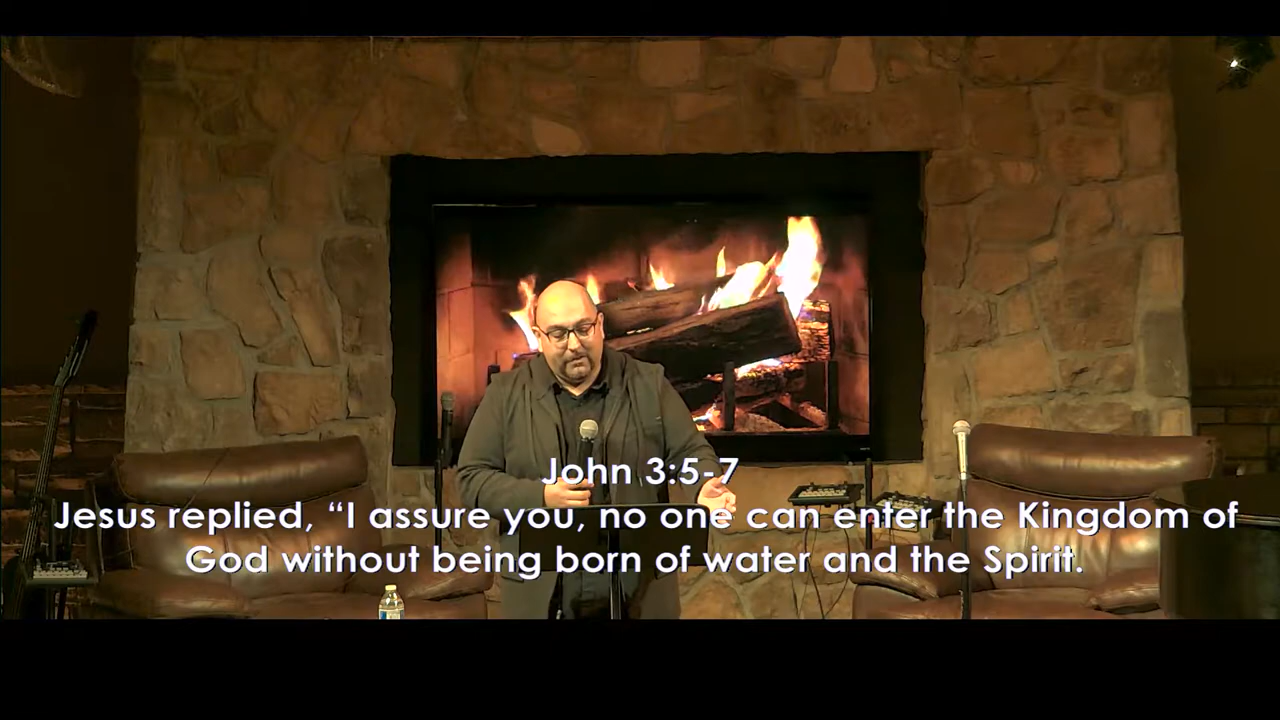 John 3:5-7
Jesus replied, “I assure you, no one can enter the Kingdom of
God without being born of water and the Spirit.